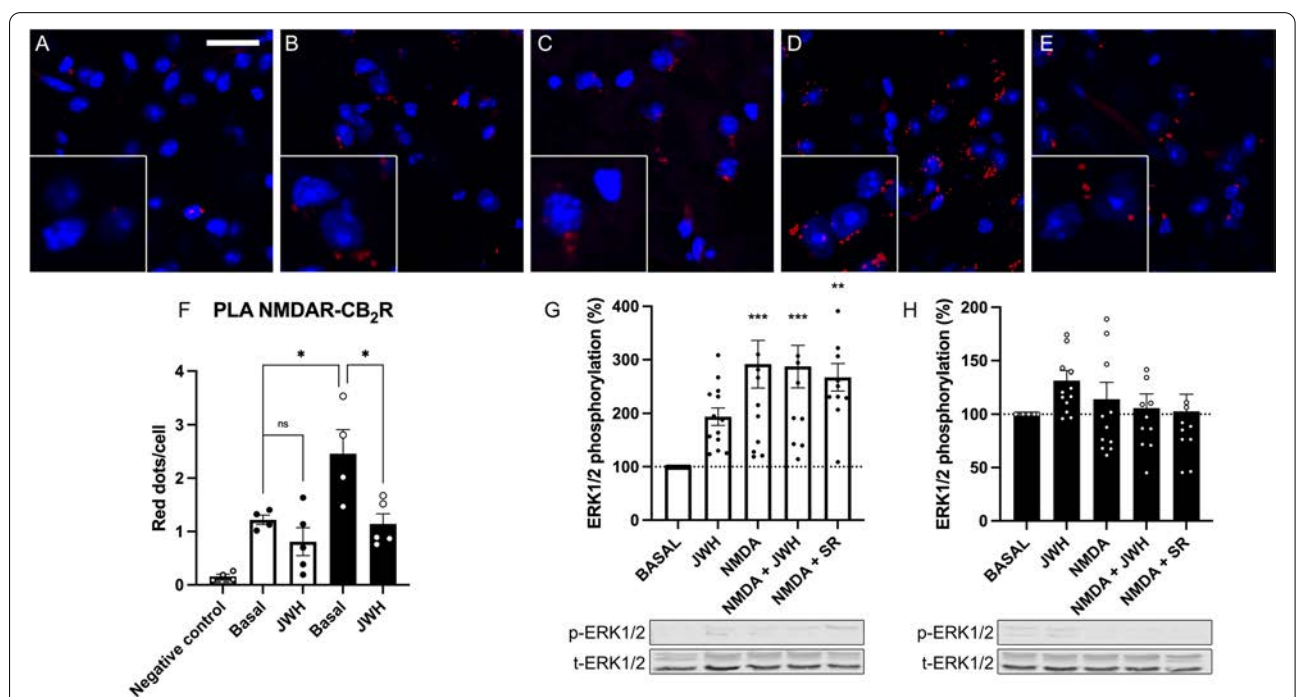 A
B
C
D
E
F PLA NMDAR-CB₂R
Red dots/cell
4
3
2
1
0
* *
ns
Negative control
Basal
JWH
Basal
JWH
G
ERK1/2 phosphorylation (%)
400
300
200
100
0
*** *** **
BASAL
JWH
NMDA
NMDA + JWH
NMDA + SR
p-ERK1/2
t-ERK1/2
H
ERK1/2 phosphorylation (%)
200
150
100
50
0
BASAL
JWH
NMDA
NMDA + JWH
NMDA + SR
p-ERK1/2
t-ERK1/2